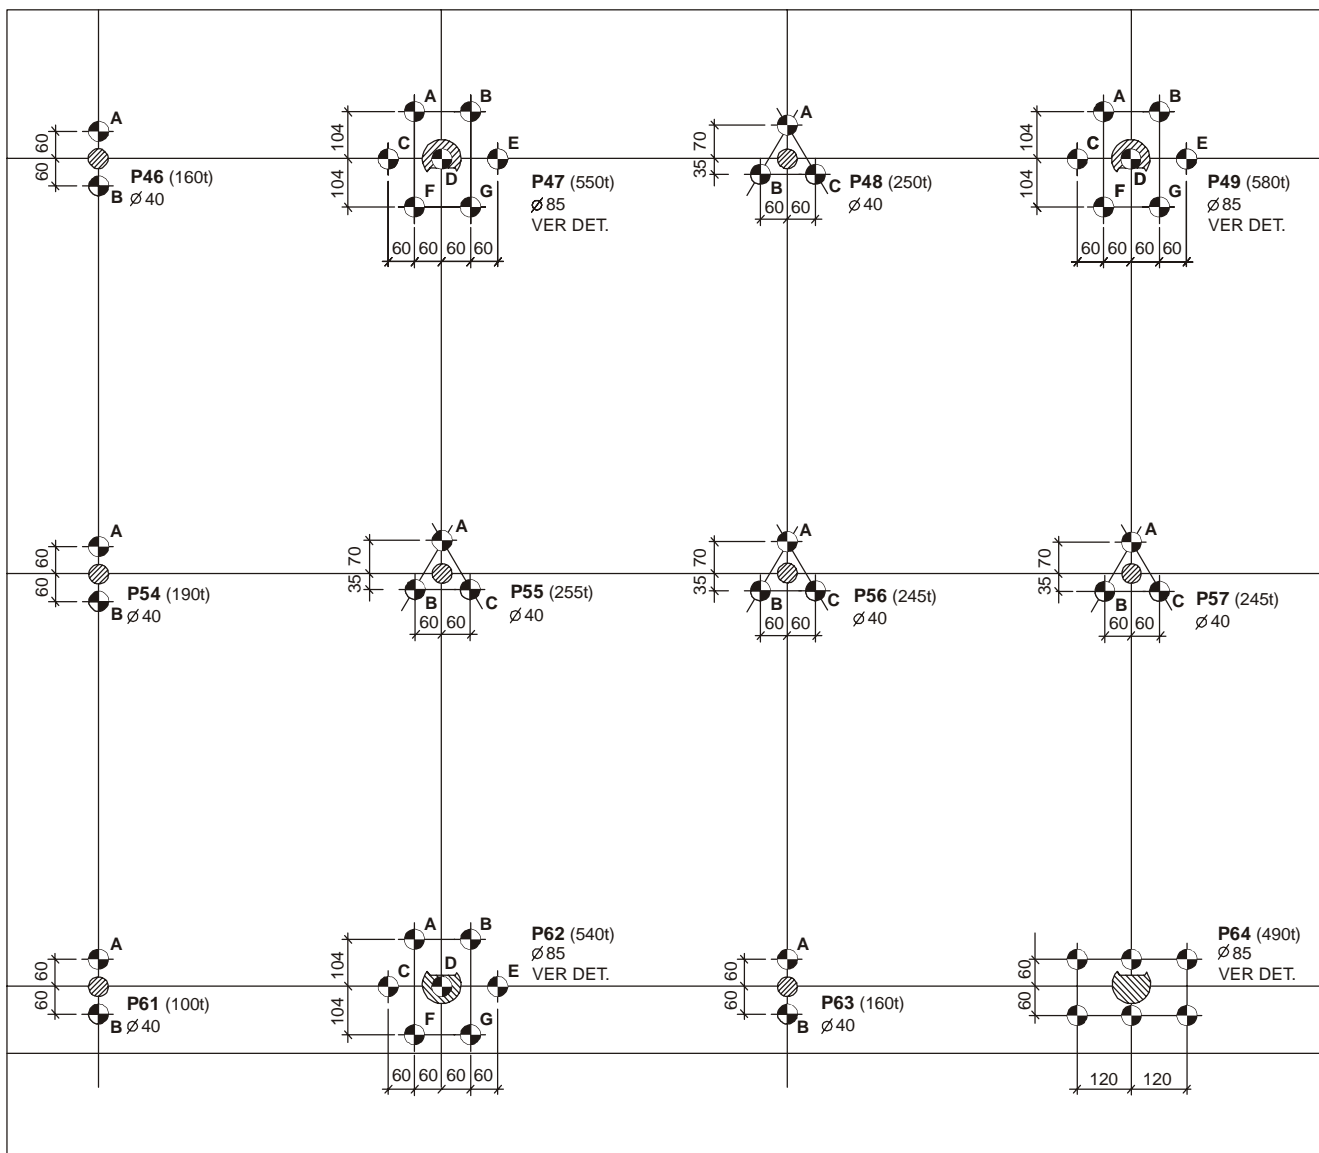 A
60
60
P46 (160t)
B Ø 40
A B
104
C E
D
104
F G
P47 (550t)
Ø 85
VER DET.
60 60 60 60
A
70
35
B C
P48 (250t)
Ø 40
60 60
A B
104
C E
D
104
F G
P49 (580t)
Ø 85
VER DET.
60 60 60 60
A
60
60
P54 (190t)
B Ø 40
A
70
35
B C
P55 (255t)
Ø 40
60 60
A
70
35
B C
P56 (245t)
Ø 40
60 60
A
70
35
B C
P57 (245t)
Ø 40
60 60
A
60
60
P61 (100t)
B Ø 40
A B
104
C D E
104
F G
P62 (540t)
Ø 85
VER DET.
60 60 60 60
A
60
60
P63 (160t)
B Ø 40
P64 (490t)
Ø 85
VER DET.
60
60
120 120